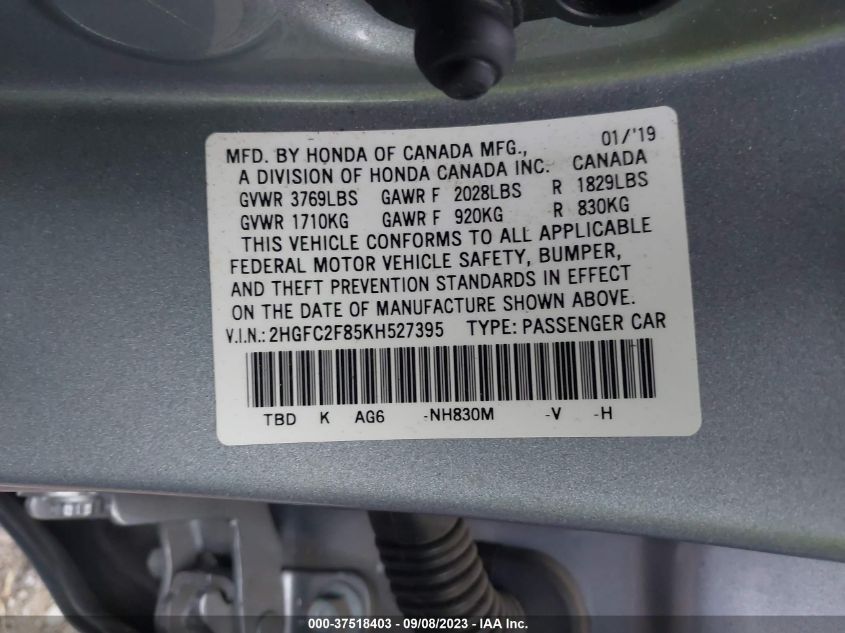 MFD. BY HONDA OF CANADA MFG., 01/'19
A DIVISION OF HONDA CANADA INC. CANADA
GVWR 3769LBS GAWR F 2028LBS R 1829LBS
GVWR 1710KG GAWR F 920KG R 830KG
THIS VEHICLE CONFORMS TO ALL APPLICABLE
FEDERAL MOTOR VEHICLE SAFETY, BUMPER,
AND THEFT PREVENTION STANDARDS IN EFFECT
ON THE DATE OF MANUFACTURE SHOWN ABOVE.
V.I.N.: 2HGFC2F85KH527395 TYPE: PASSENGER CAR
TBD K AG6 -NH830M -V -H
000-37518403 - 09/08/2023 - IAA Inc.